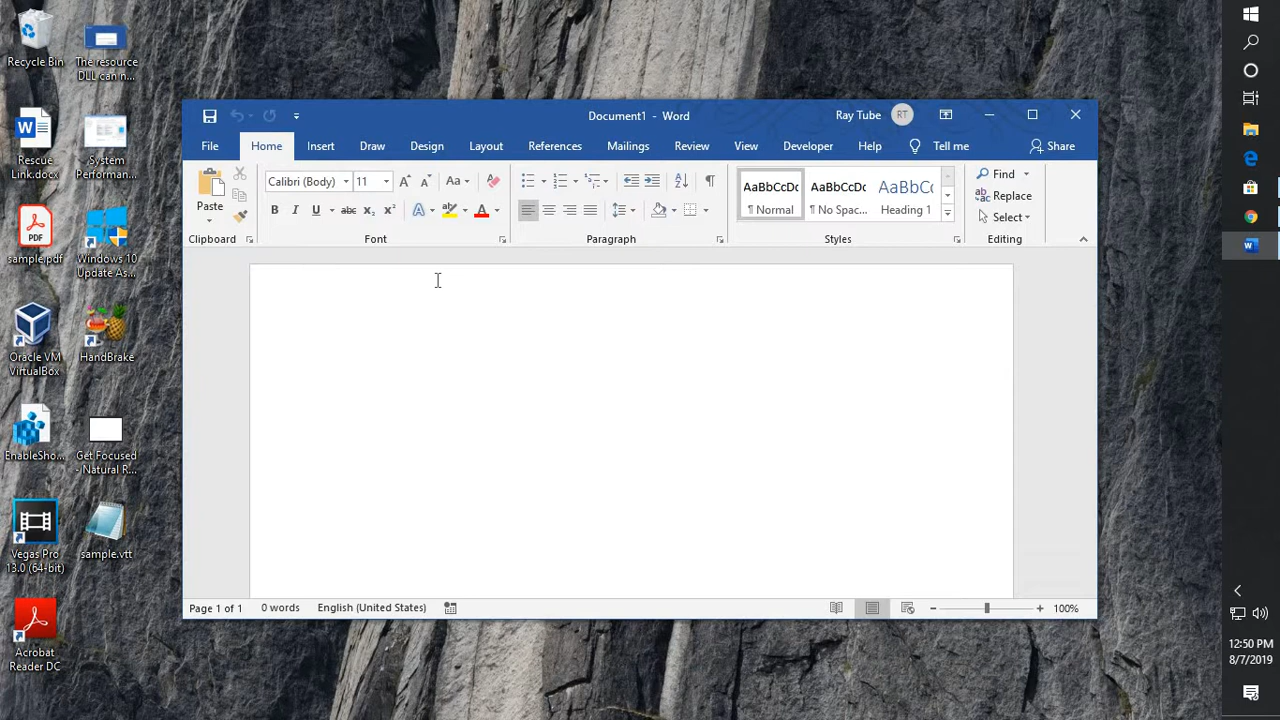 Recycle Bin
The resource
DLL can n...
Rescue
Link.docx
System
Performan...
PDF
sample.pdf
Windows 10
Update As...
Oracle VM
VirtualBox
HandBrake
EnableSho...
Get Focused
- Natural R...
Vegas Pro
13.0 (64-bit)
sample.vtt
Acrobat
Reader DC
Document1 - Word
Ray Tube RT
File Home Insert Draw Design Layout References Mailings Review View Developer Help Tell me Share
Paste
Calibri (Body) 11 Aa
B I U abc x₂ x² A ab A
AaBbCcDc AaBbCcDc AaBbCc
¶ Normal ¶ No Spac... Heading 1
Find
Replace
Select
Clipboard Font Paragraph Styles Editing
Page 1 of 1 0 words English (United States) 100%
12:50 PM
8/7/2019